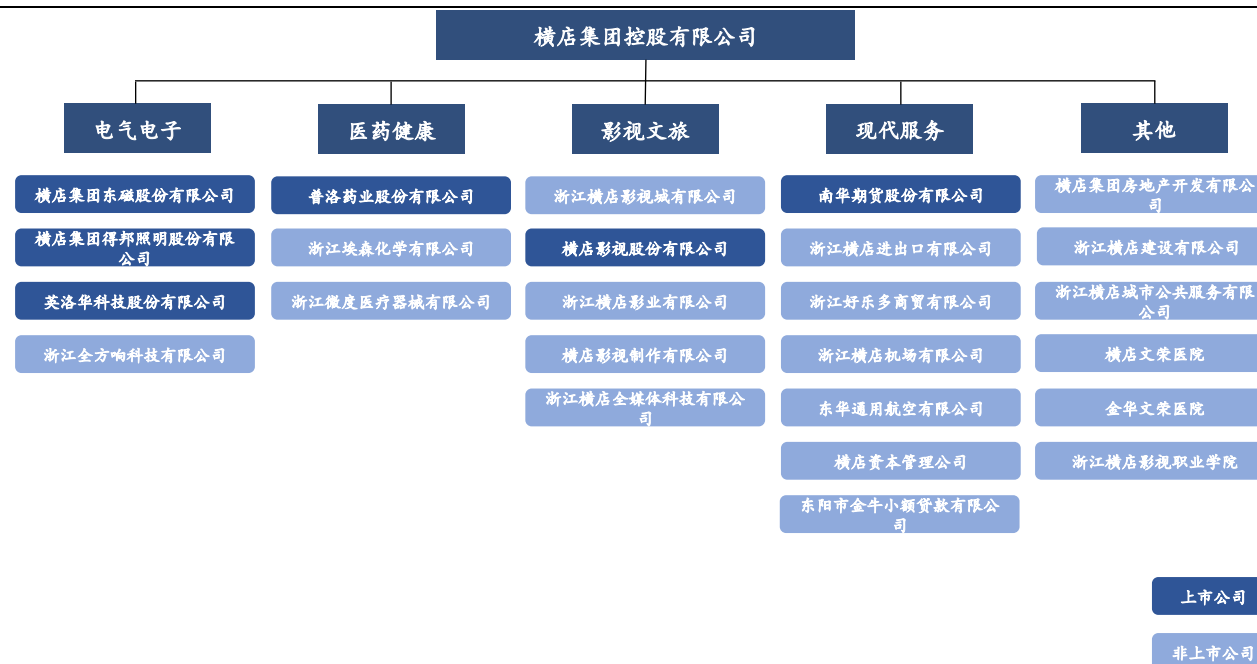 横店集团控股有限公司
电气电子
医药健康
影视文旅
现代服务
其他
横店集团东磁股份有限公司
横店集团得邦照明股份有限
公司
英洛华科技股份有限公司
浙江全方响科技有限公司
普洛药业股份有限公司
浙江埃森化学有限公司
浙江微度医疗器械有限公司
浙江横店影视城有限公司
横店影视股份有限公司
浙江横店影业有限公司
横店影视制作有限公司
浙江横店全媒体科技有限公
司
南华期货股份有限公司
浙江横店进出口有限公司
浙江好乐多商贸有限公司
浙江横店机场有限公司
东华通用航空有限公司
横店资本管理公司
东阳市金牛小额贷款有限公
司
横店集团房地产开发有限公
司
浙江横店建设有限公司
浙江横店城市公共服务有限
公司
横店文荣医院
金华文荣医院
浙江横店影视职业学院
上市公司
非上市公司